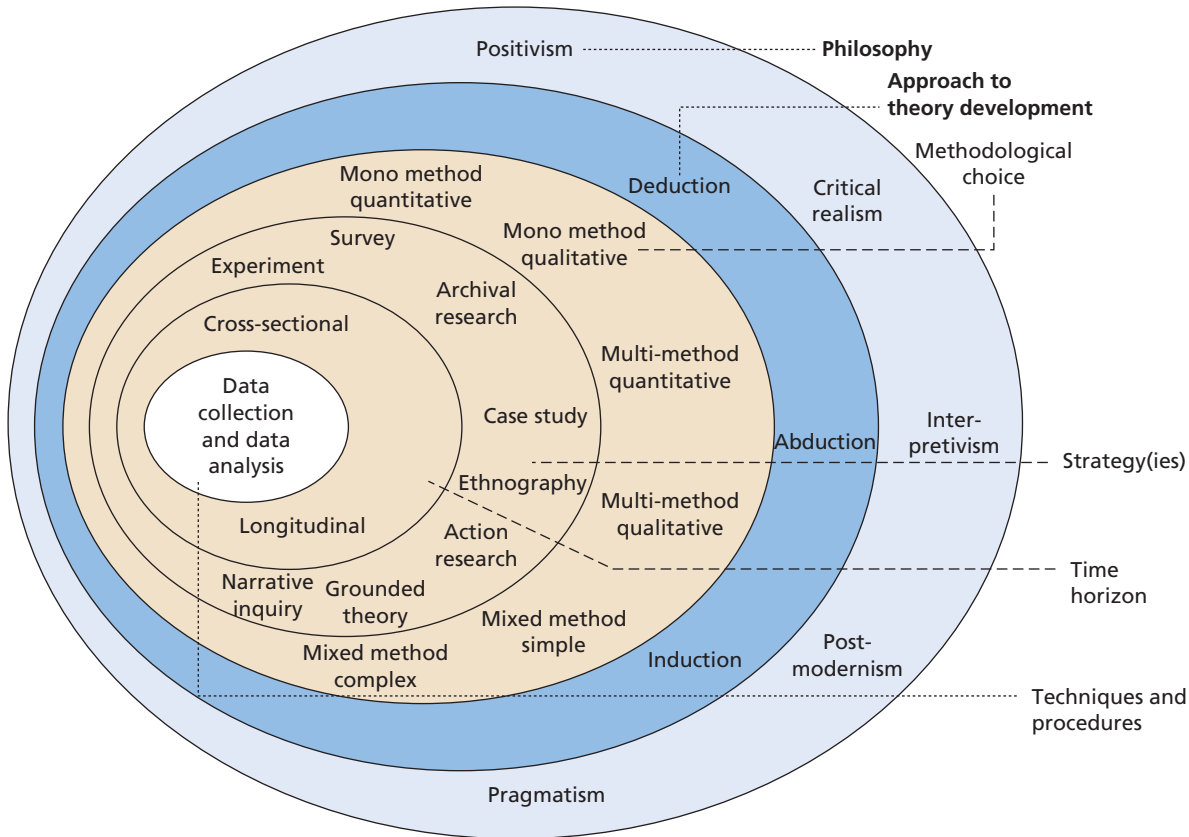 Positivism
Philosophy
Approach to
theory development
Methodological
choice
Mono method
quantitative
Deduction
Critical
realism
Survey
Mono method
qualitative
Experiment
Archival
research
Cross-sectional
Multi-method
quantitative
Data
collection
and data
analysis
Case study
Abduction
Inter-
pretivism
Strategy(ies)
Ethnography
Multi-method
qualitative
Longitudinal
Action
research
Narrative
inquiry
Grounded
theory
Time
horizon
Mixed method
simple
Mixed method
complex
Induction
Post-
modernism
Techniques and
procedures
Pragmatism